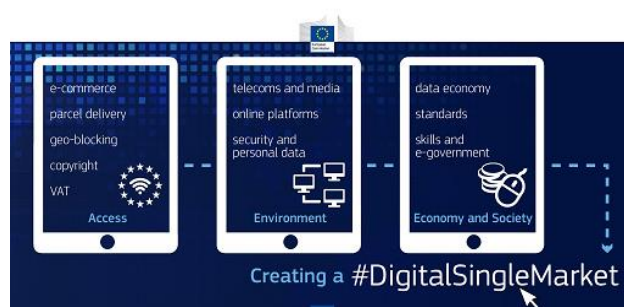 e-commerce
parcel delivery
geo-blocking
copyright
VAT
Access
telecoms and media
online platforms
security and
personal data
Environment
data economy
standards
skills and
e-government
Economy and Society
Creating a #DigitalSingleMarket